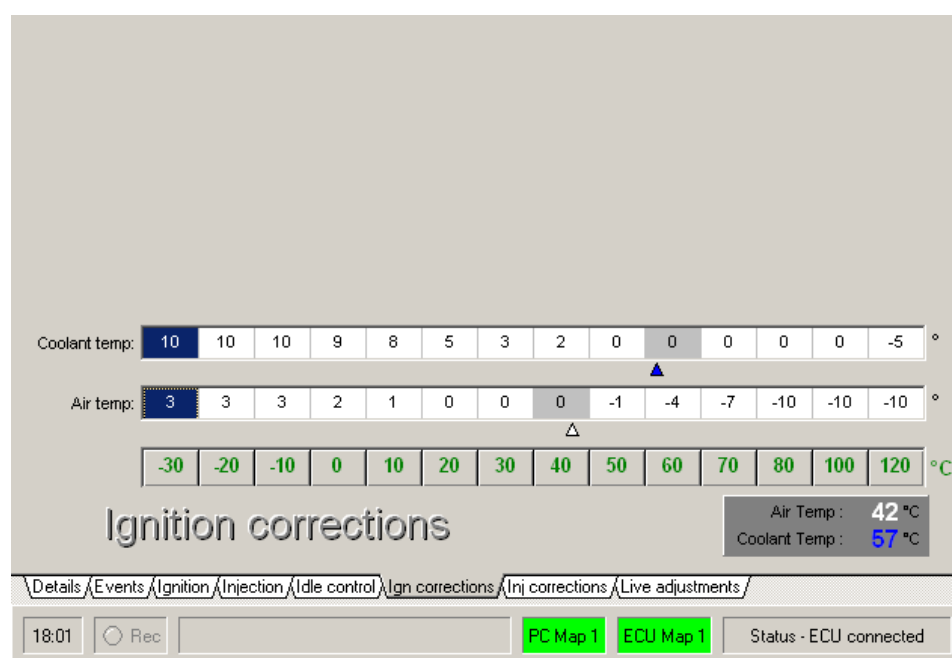 Coolant temp: 10 10 10 9 8 5 3 2 0 0 0 0 0 -5 °
Air temp: 3 3 3 2 1 0 0 0 -1 -4 -7 -10 -10 -10 °
-30 -20 -10 0 10 20 30 40 50 60 70 80 100 120 °C
Ignition corrections
Air Temp : 42 °C
Coolant Temp : 57 °C
Details Events Ignition Injection Idle control Ign corrections Inj corrections Live adjustments
18:01 Rec PC Map 1 ECU Map 1 Status - ECU connected